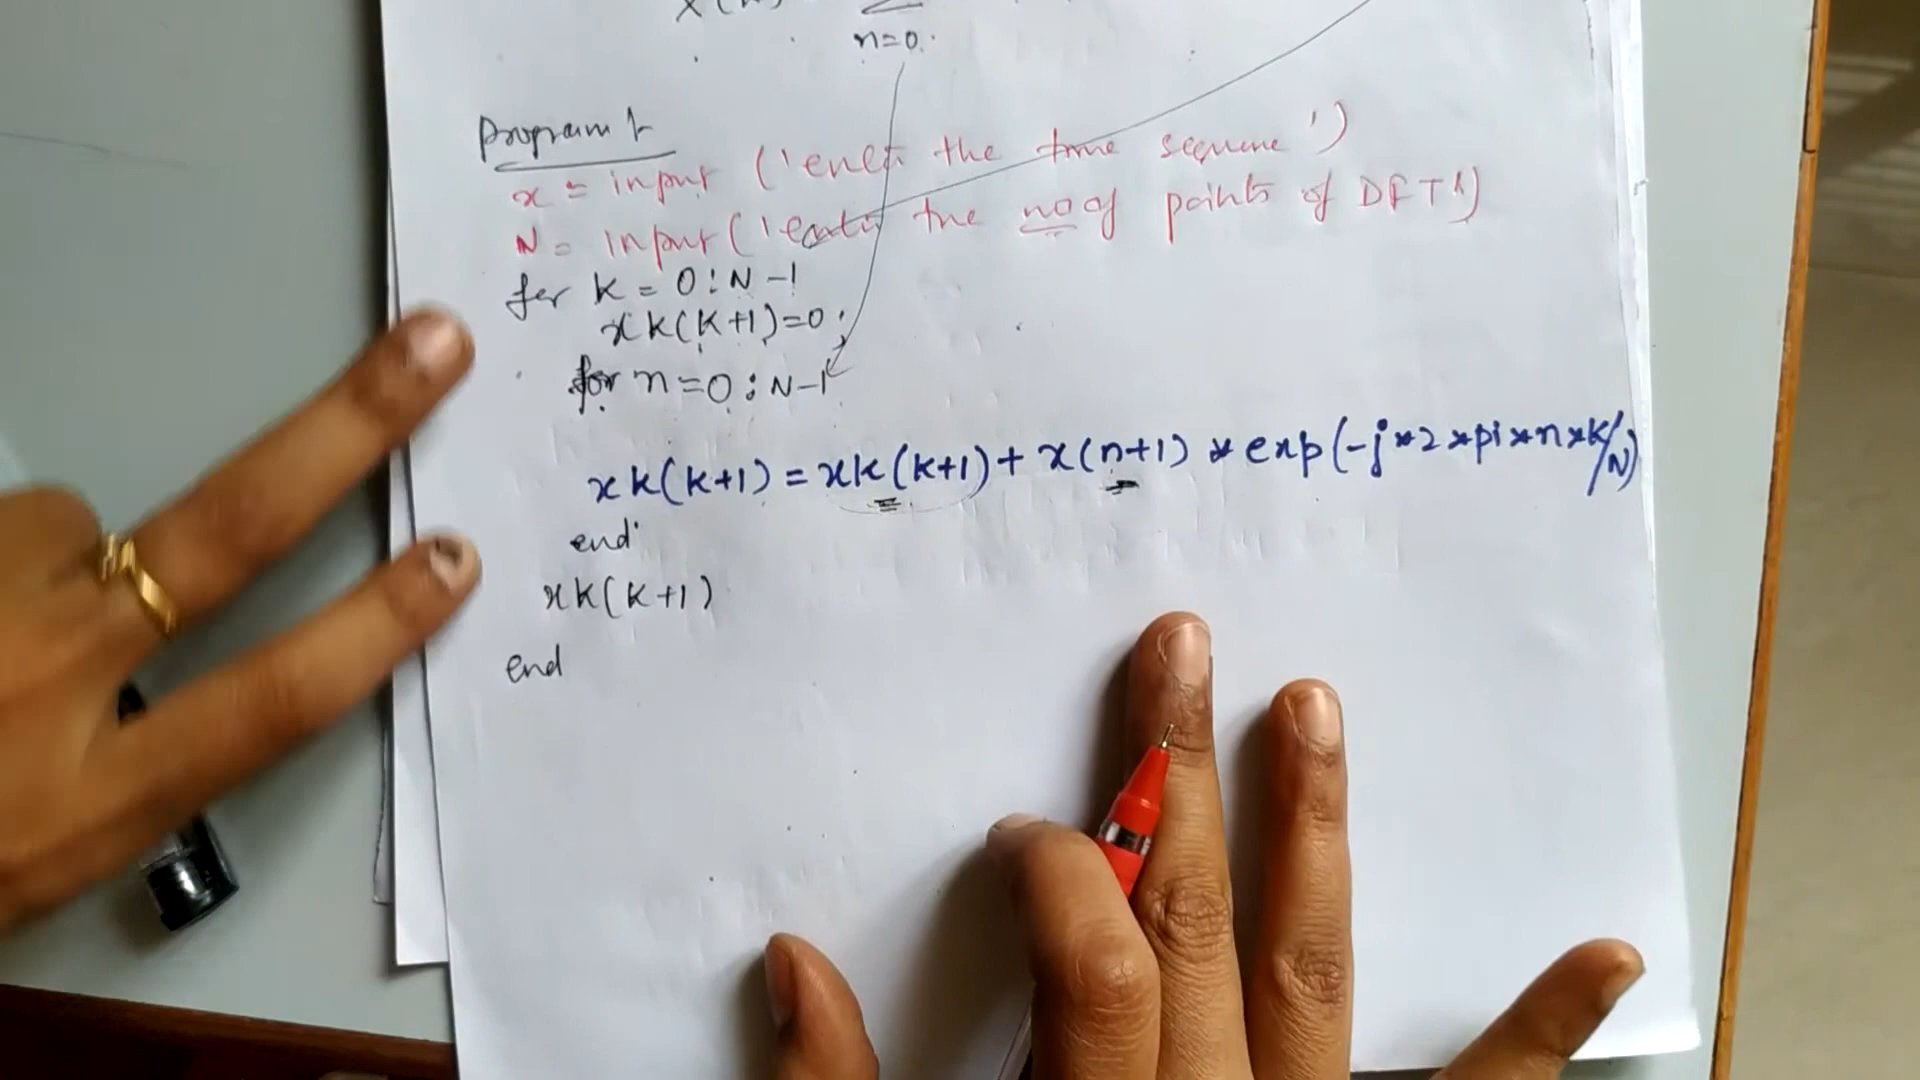 n=0
Program 1
x = input ('enter the time sequence')
N = input ('enter the no of points of DFT')
for k = 0:N-1
xk(k+1)=0;
for n=0:N-1
xk(k+1) = xk(k+1) + x(n+1) * exp(-j*2*pi*n*k/N)
end
xk(k+1)
end